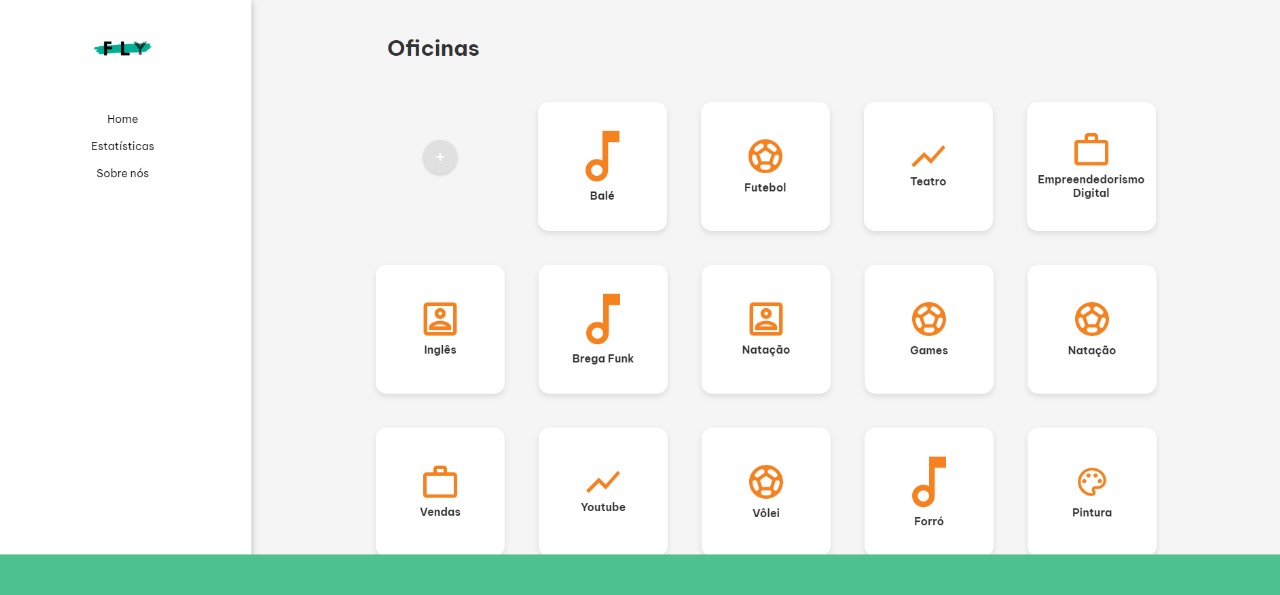 FLY
Oficinas
Home
Estatísticas
Sobre nós
+
Balé
Futebol
Teatro
Empreendedorismo
Digital
Inglês
Brega Funk
Natação
Games
Natação
Vendas
Youtube
Vôlei
Forró
Pintura